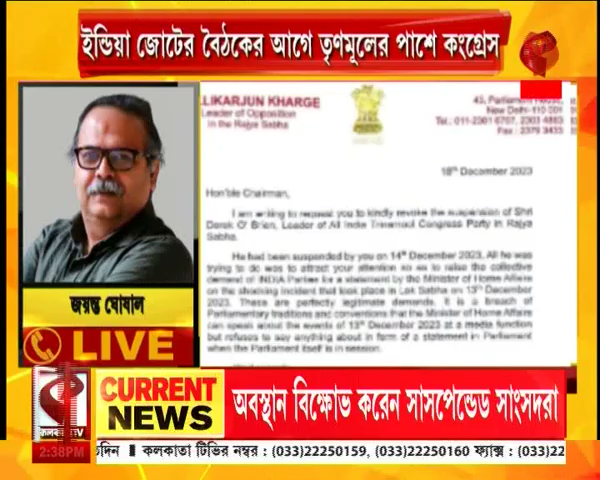 ইন্ডিয়া জোটের বৈঠকের আগে তৃণমূলের পাশে কংগ্রেস
LIKARJUN KHARGE
Leader of Opposition
in the Rajya Sabha
New Delhi-110 001
18th December 2023
Hon'ble Chairman,
I am writing to request you to kindly revoke the suspension of Shri
Derek O' Brien, Leader of All India Trinamool Congress Party in Rajya
Sabha.
He had been suspended by you on 14th December 2023. All he was
trying to do was to attract your attention so as to raise the collective
demand of INDIA Parties for a statement by the Minister of Home Affairs
on the shocking incident that took place in Lok Sabha on 13th December
2023. These are perfectly legitimate demands. It is a breach of
Parliamentary traditions and conventions that the Minister of Home Affairs
can speak about the events of 13th December 2023 at a media function
but refuses to say anything about in form of a statement in Parliament
when the Parliament itself is in session.
জয়ন্ত ঘোষাল
LIVE
CURRENT
NEWS
অবস্থান বিক্ষোভ করেন সাসপেন্ডেড সাংসদরা
2:38PM
তদিন ▮ কলকাতা টিভির নম্বর : (033)22250159, (033)22250160 ফ্যাক্স : (033)22